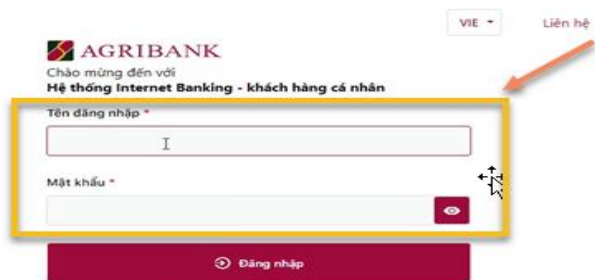 VIE
Liên hệ
AGRIBANK
Chào mừng đến với
Hệ thống Internet Banking - khách hàng cá nhân
Tên đăng nhập *
Mật khẩu *
Đăng nhập